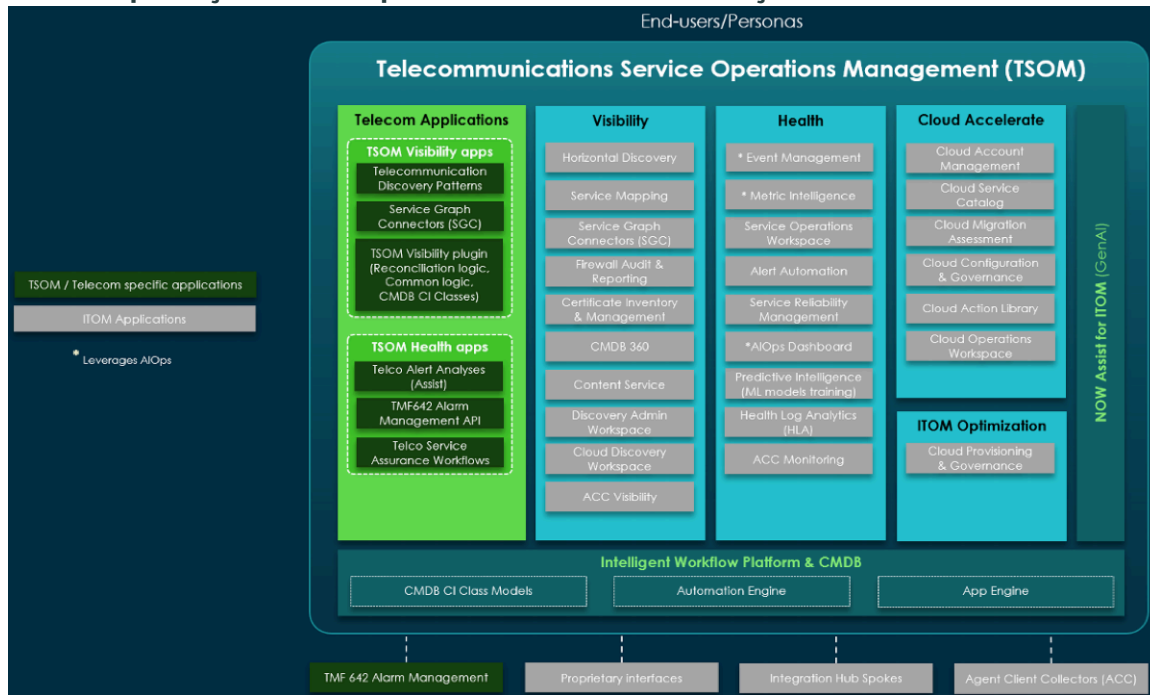 End-users/Personas
Telecommunications Service Operations Management (TSOM)
Telecom Applications
TSOM Visibility apps
Telecommunication
Discovery Patterns
Service Graph
Connectors (SGC)
TSOM Visibility plugin
(Reconciliation logic,
Common logic,
CMDB CI Classes)
TSOM Health apps
Telco Alert Analyses
(Assist)
TMF642 Alarm
Management API
Telco Service
Assurance Workflows
Visibility
Horizontal Discovery
Service Mapping
Service Graph
Connectors (SGC)
Firewall Audit &
Reporting
Certificate Inventory
& Management
CMDB 360
Content Service
Discovery Admin
Workspace
Cloud Discovery
Workspace
ACC Visibility
Health
* Event Management
* Metric Intelligence
Service Operations
Workspace
Alert Automation
Service Reliability
Management
*AIOps Dashboard
Predictive Intelligence
(ML models training)
Health Log Analytics
(HLA)
ACC Monitoring
Cloud Accelerate
Cloud Account
Management
Cloud Service
Catalog
Cloud Migration
Assessment
Cloud Configuration
& Governance
Cloud Action Library
Cloud Operations
Workspace
ITOM Optimization
Cloud Provisioning
& Governance
NOW Assist for ITOM (GenAI)
TSOM / Telecom specific applications
ITOM Applications
* Leverages AIOps
Intelligent Workflow Platform & CMDB
CMDB CI Class Models
Automation Engine
App Engine
TMF 642 Alarm Management
Proprietary interfaces
Integration Hub Spokes
Agent Client Collectors (ACC)